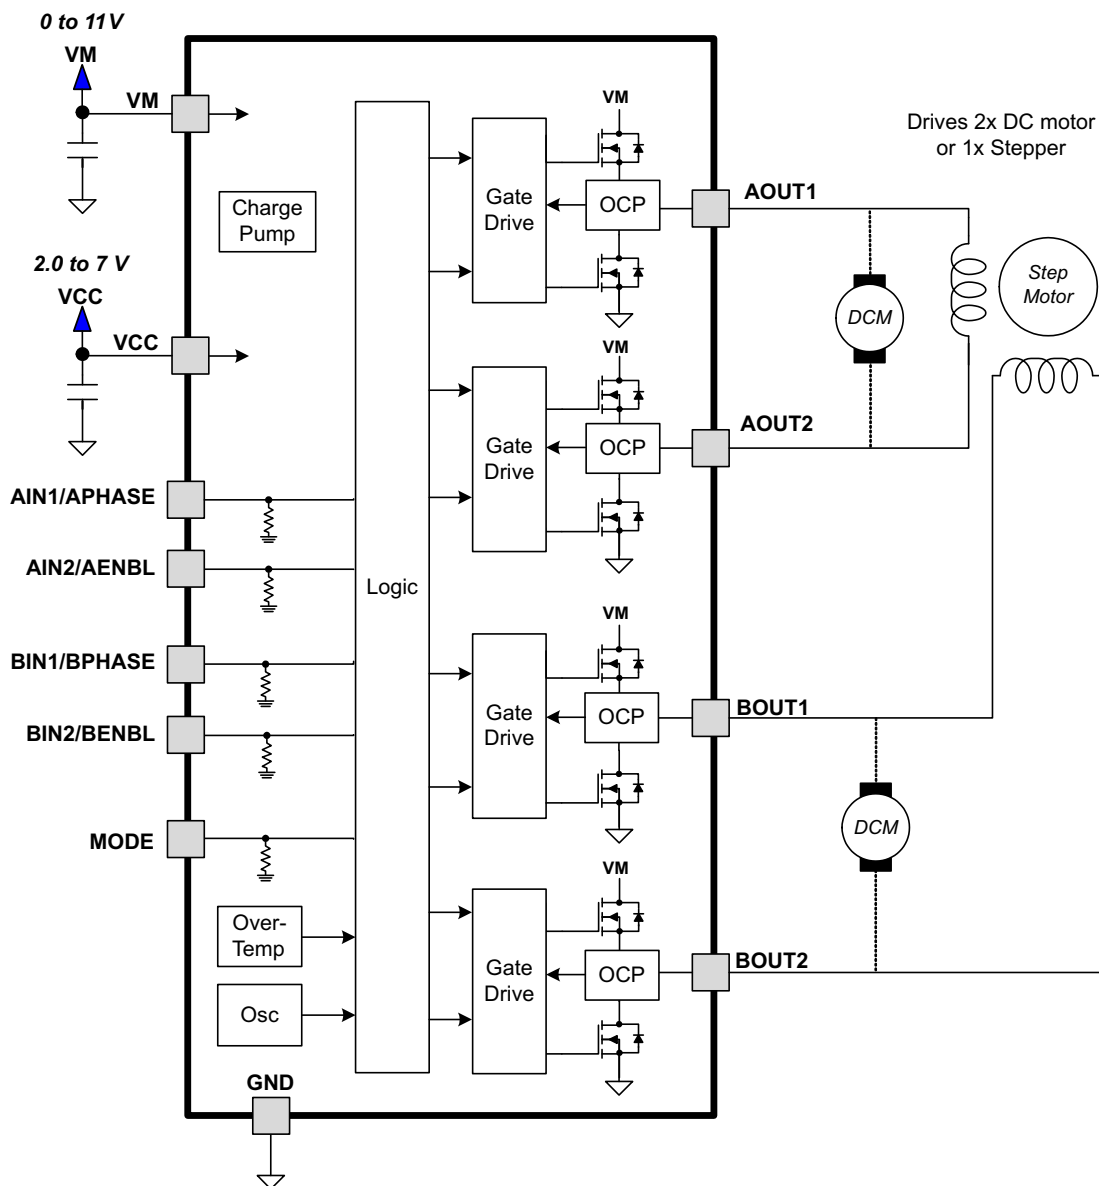 0 to 11V
VM
VM
Charge
Pump
2.0 to 7 V
VCC
VCC
AIN1/APHASE
AIN2/AENBL
BIN1/BPHASE
BIN2/BENBL
MODE
Over-
Temp
Osc
GND
Logic
Gate
Drive
VM
OCP
Gate
Drive
VM
OCP
Gate
Drive
VM
OCP
Gate
Drive
VM
OCP
Drives 2x DC motor
or 1x Stepper
AOUT1
DCM
Step
Motor
AOUT2
BOUT1
DCM
BOUT2